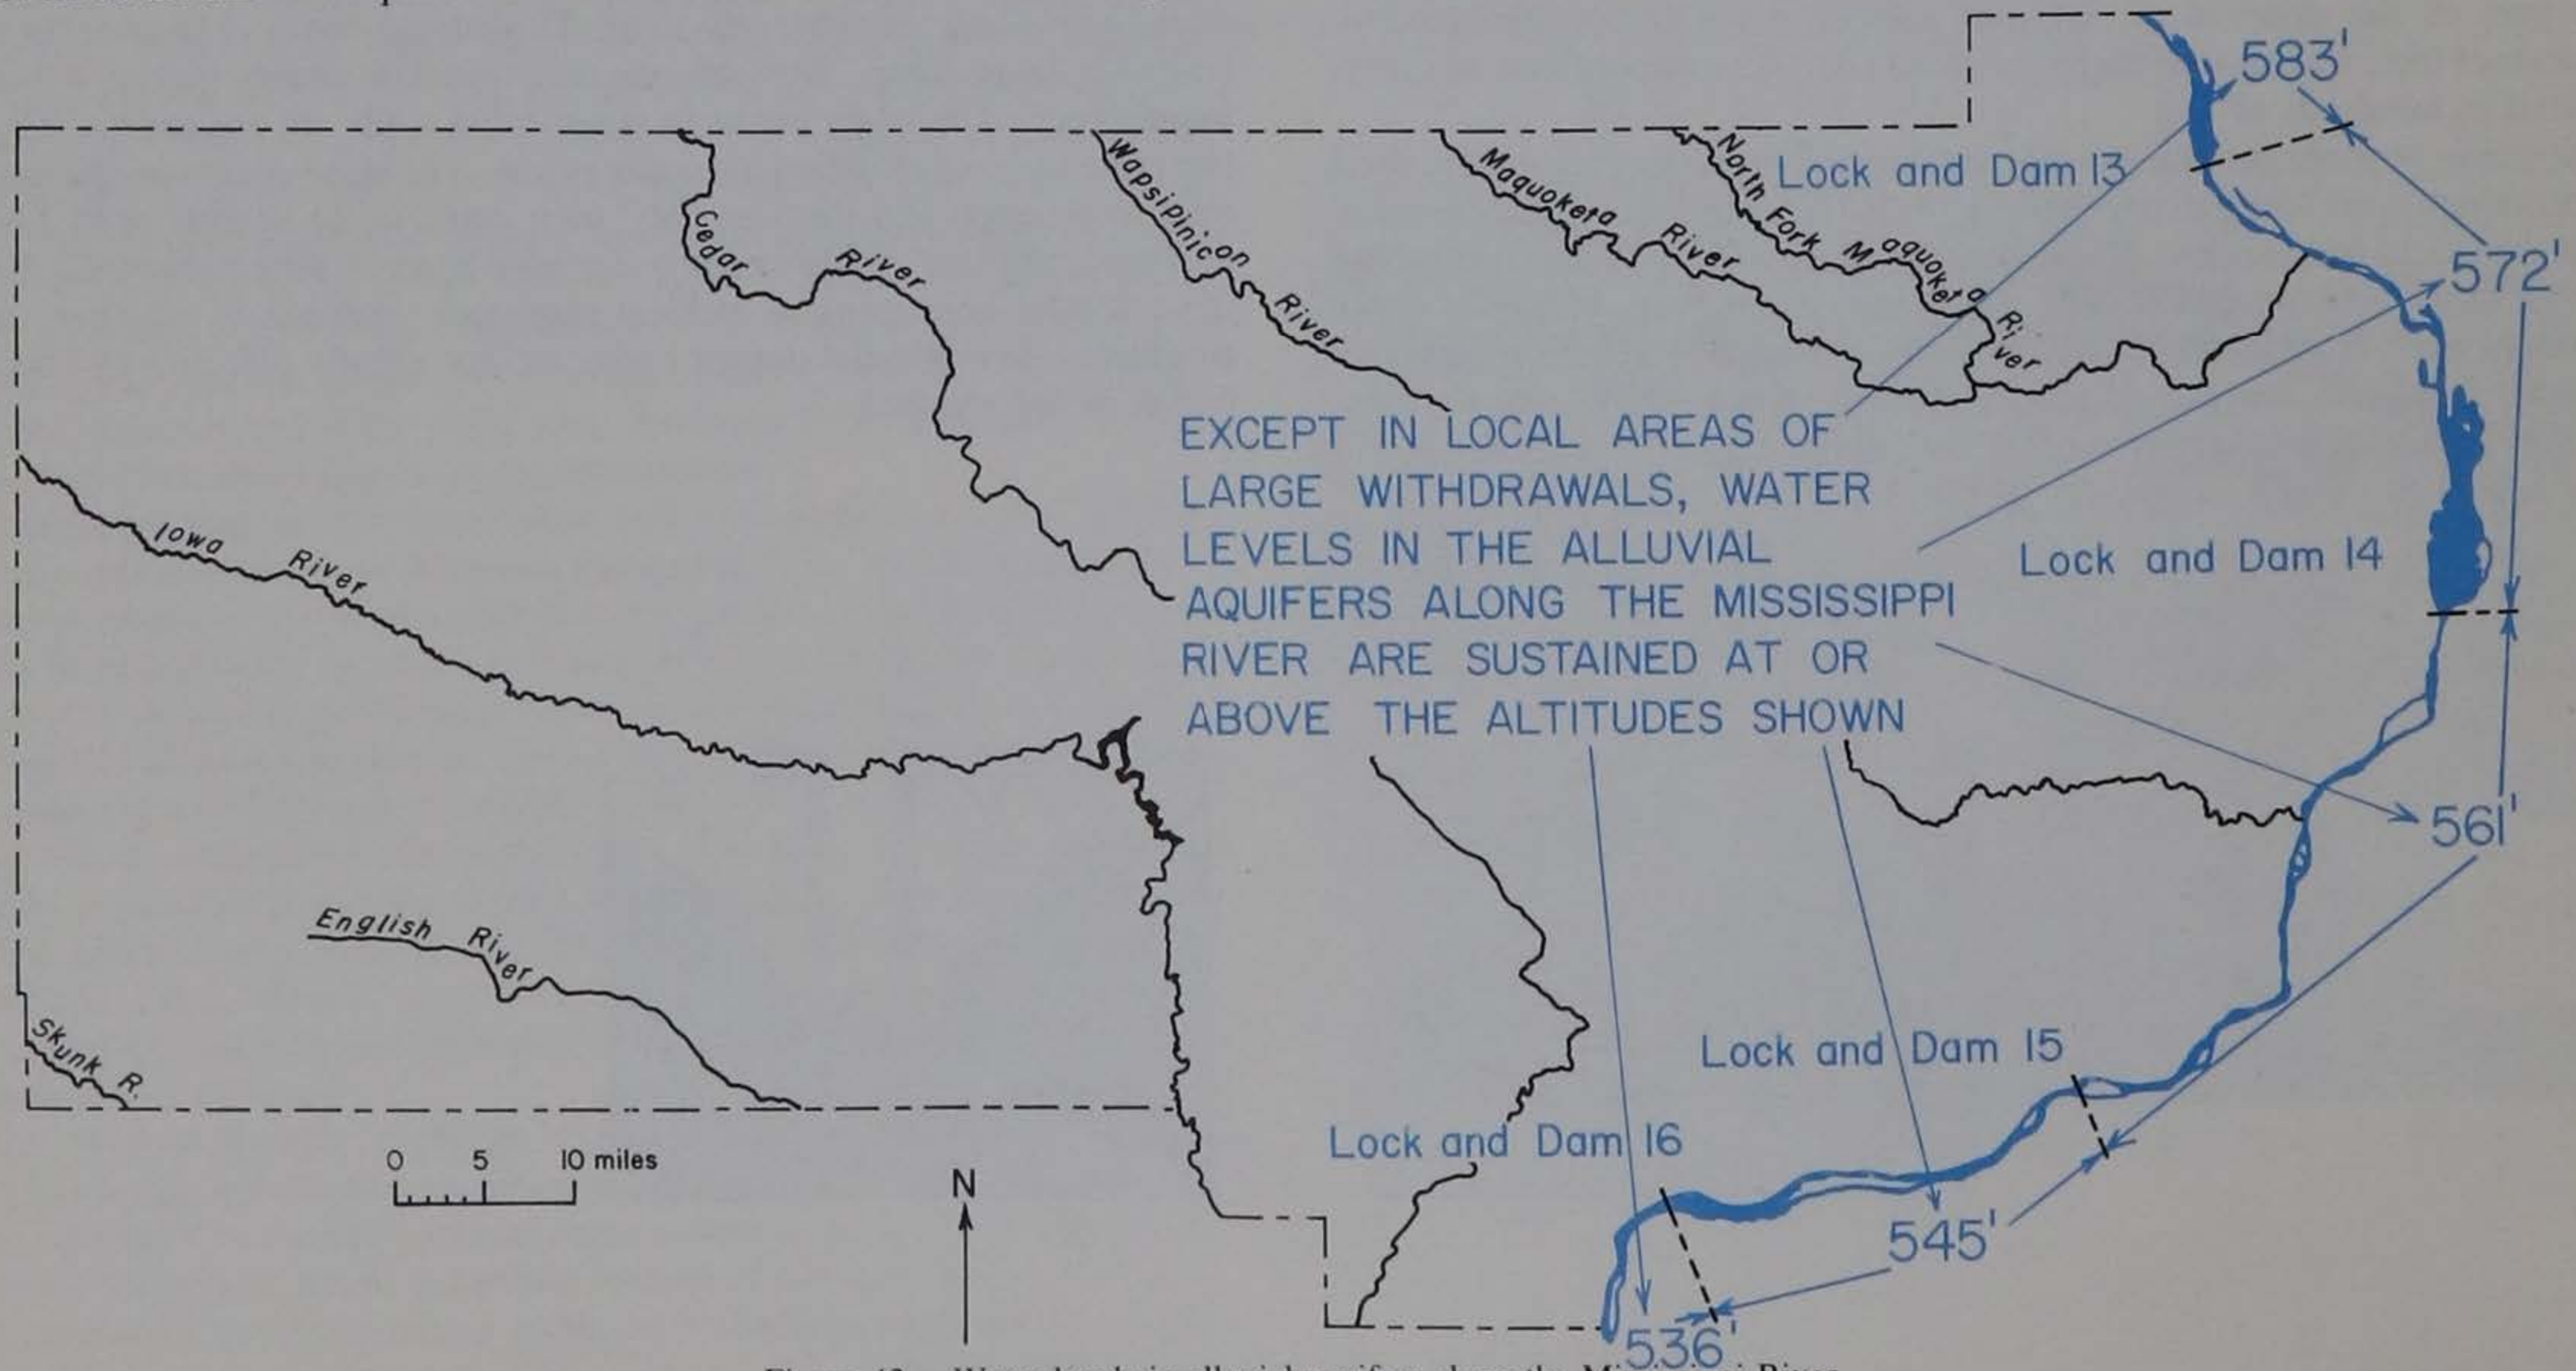 583'
Lock and Dam 13
Wapsipinicon River
Maquoketa River
North Fork Maquoketa River
Cedar River
572'
EXCEPT IN LOCAL AREAS OF
LARGE WITHDRAWALS, WATER
LEVELS IN THE ALLUVIAL
AQUIFERS ALONG THE MISSISSIPPI
RIVER ARE SUSTAINED AT OR
ABOVE THE ALTITUDES SHOWN
Iowa River
Lock and Dam 14
561'
English River
Skunk R.
Lock and Dam 15
Lock and Dam 16
0 5 10 miles
N
545'
536'